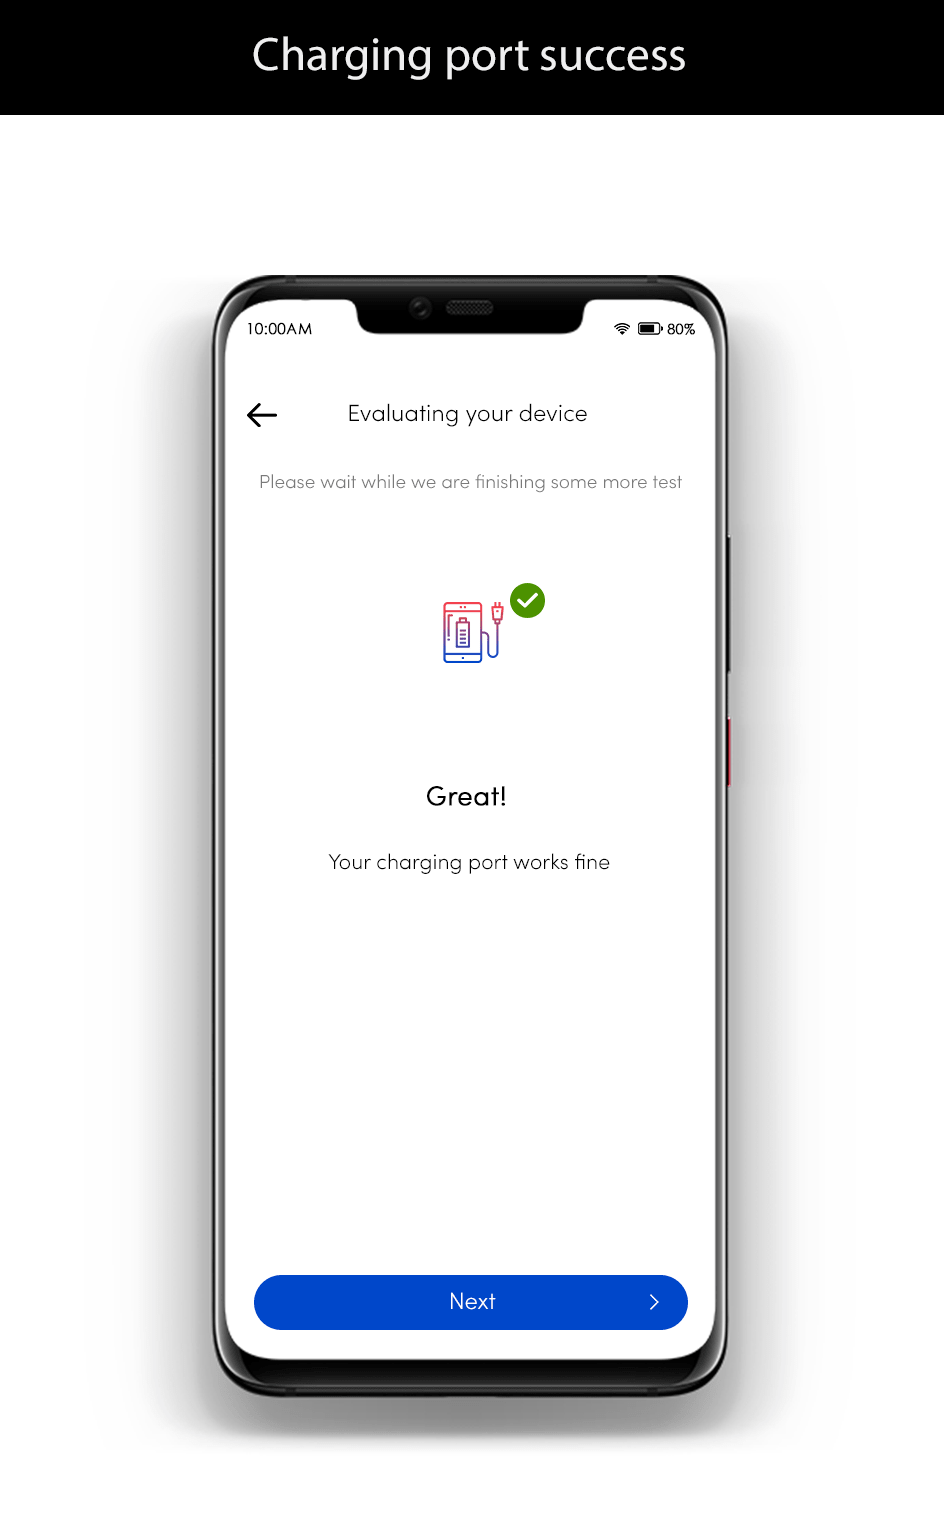 Charging port success
10:00AM 80%
Evaluating your device
Please wait while we are finishing some more test
Great!
Your charging port works fine
Next